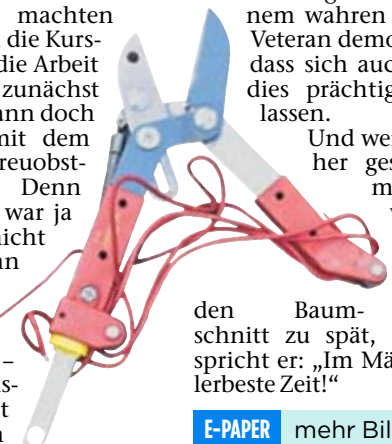 machten
die Kurs-
die Arbeit
zunächst
ann doch
mit dem
reuobst-
Denn
war ja
nicht
nn
–
s-
t
nem wahren
Veteran demo
dass sich auc
dies prächtig
lassen.
Und wer
her ges
m
den Baum-
schnitt zu spät,
spricht er: „Im Mä
lerbeste Zeit!“
E-PAPER mehr Bil